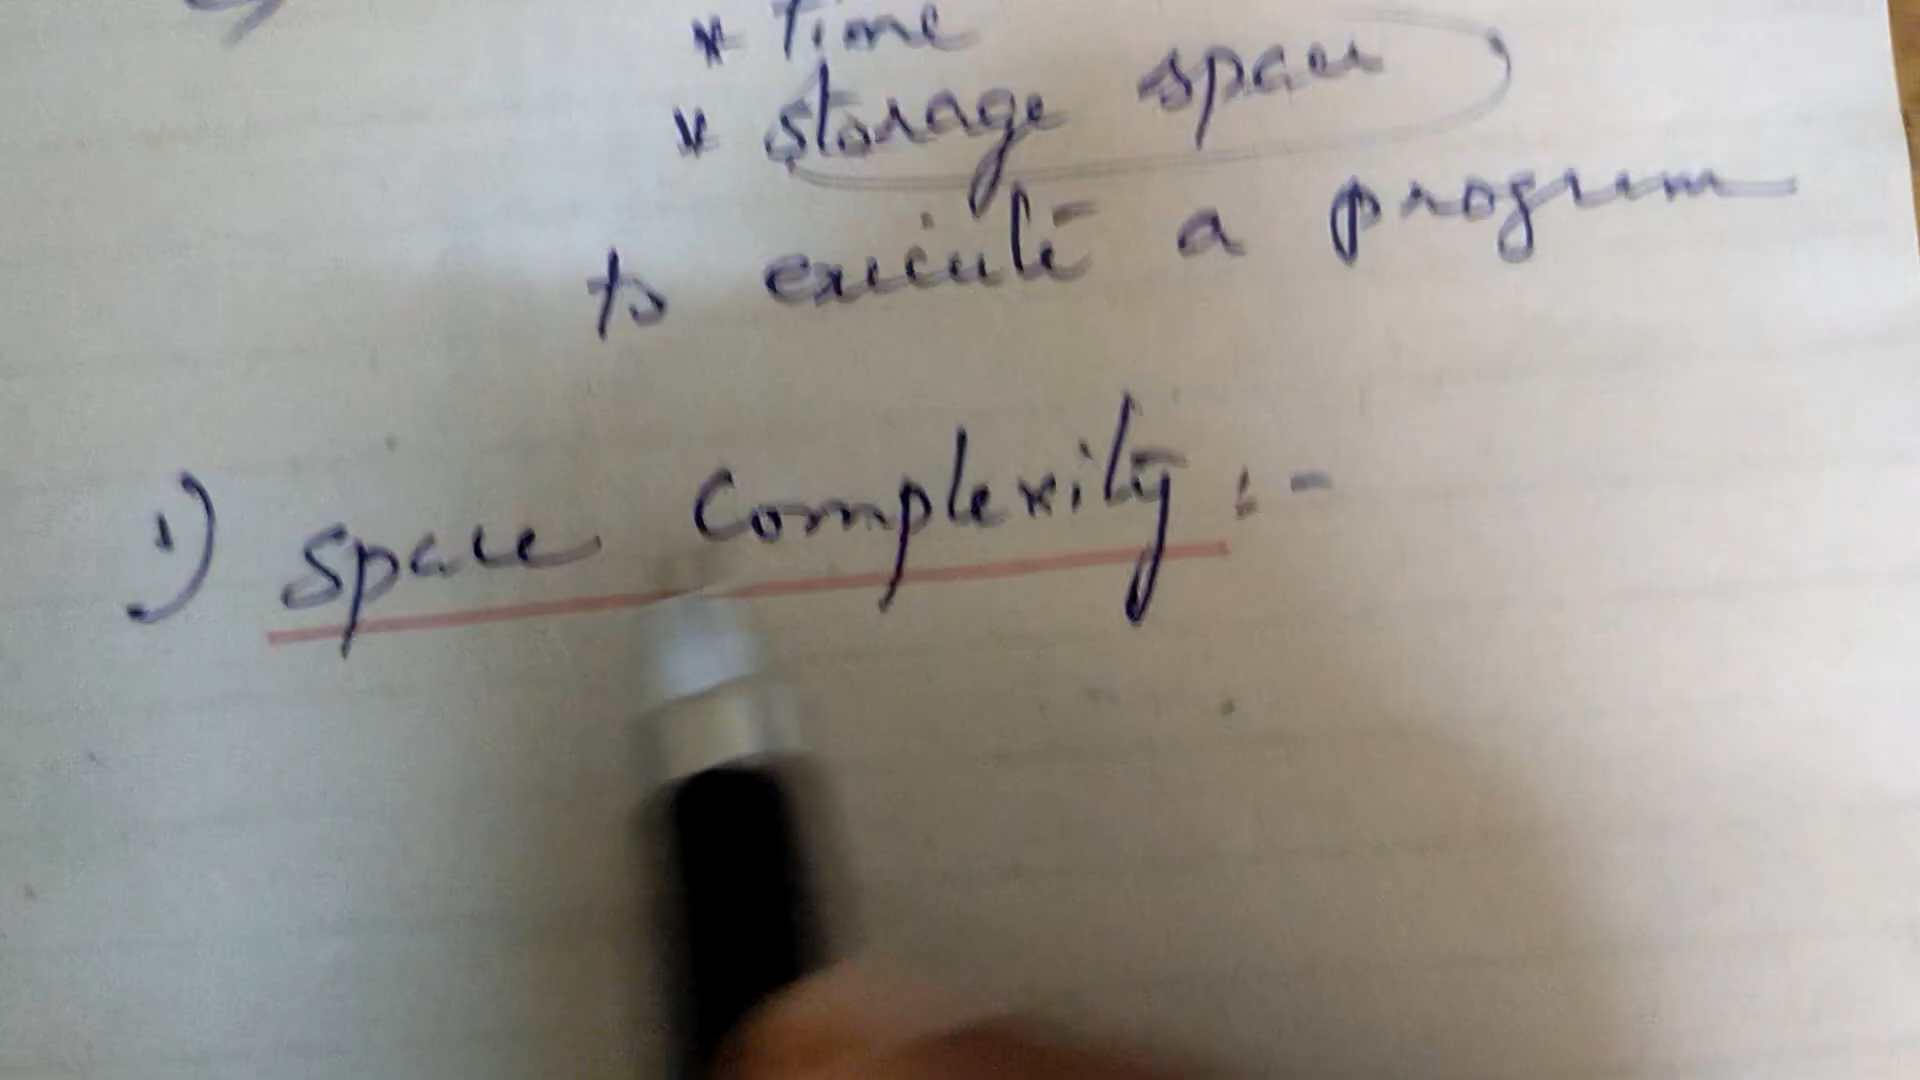 * Time
* storage space
to execute a program
1) space complexity :-